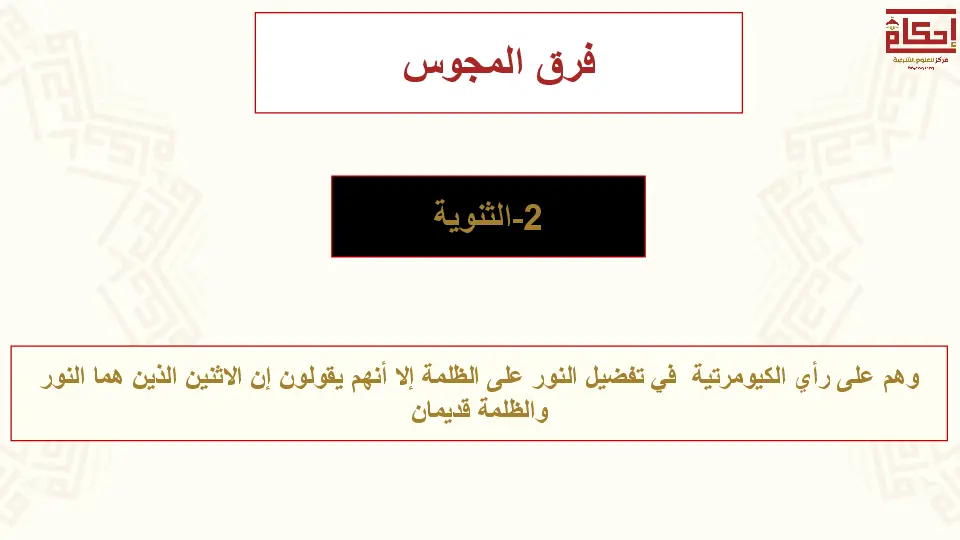 إحكام
مركز للعلوم الشرعية
فرق المجوس
2-الثنوية
وهم على رأي الكيومرتية في تفضيل النور على الظلمة إلا أنهم يقولون إن الاثنين الذين هما النور
والظلمة قديمان